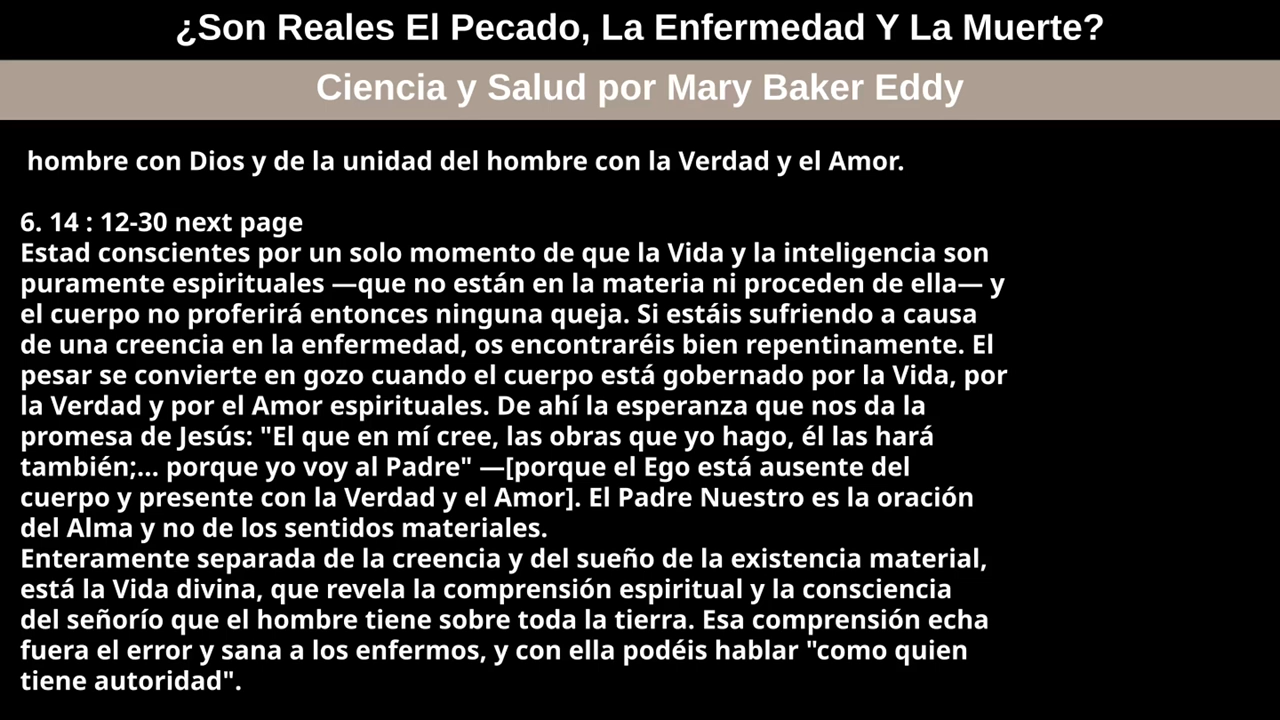 ¿Son Reales El Pecado, La Enfermedad Y La Muerte?
Ciencia y Salud por Mary Baker Eddy
hombre con Dios y de la unidad del hombre con la Verdad y el Amor.
6. 14 : 12-30 next page
Estad conscientes por un solo momento de que la Vida y la inteligencia son
puramente espirituales —que no están en la materia ni proceden de ella— y
el cuerpo no proferirá entonces ninguna queja. Si estáis sufriendo a causa
de una creencia en la enfermedad, os encontraréis bien repentinamente. El
pesar se convierte en gozo cuando el cuerpo está gobernado por la Vida, por
la Verdad y por el Amor espirituales. De ahí la esperanza que nos da la
promesa de Jesús: "El que en mí cree, las obras que yo hago, él las hará
también;... porque yo voy al Padre" —[porque el Ego está ausente del
cuerpo y presente con la Verdad y el Amor]. El Padre Nuestro es la oración
del Alma y no de los sentidos materiales.
Enteramente separada de la creencia y del sueño de la existencia material,
está la Vida divina, que revela la comprensión espiritual y la consciencia
del señorío que el hombre tiene sobre toda la tierra. Esa comprensión echa
fuera el error y sana a los enfermos, y con ella podéis hablar "como quien
tiene autoridad".